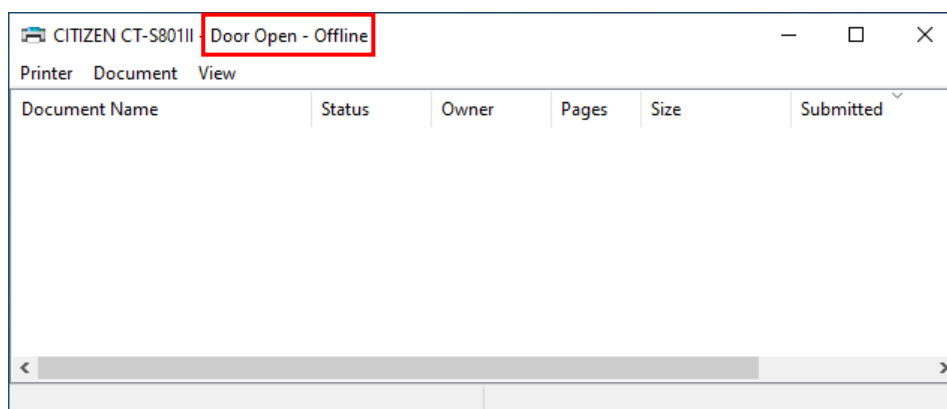 CITIZEN CT-S801II - Door Open - Offline
Printer Document View
Document Name Status Owner Pages Size Submitted